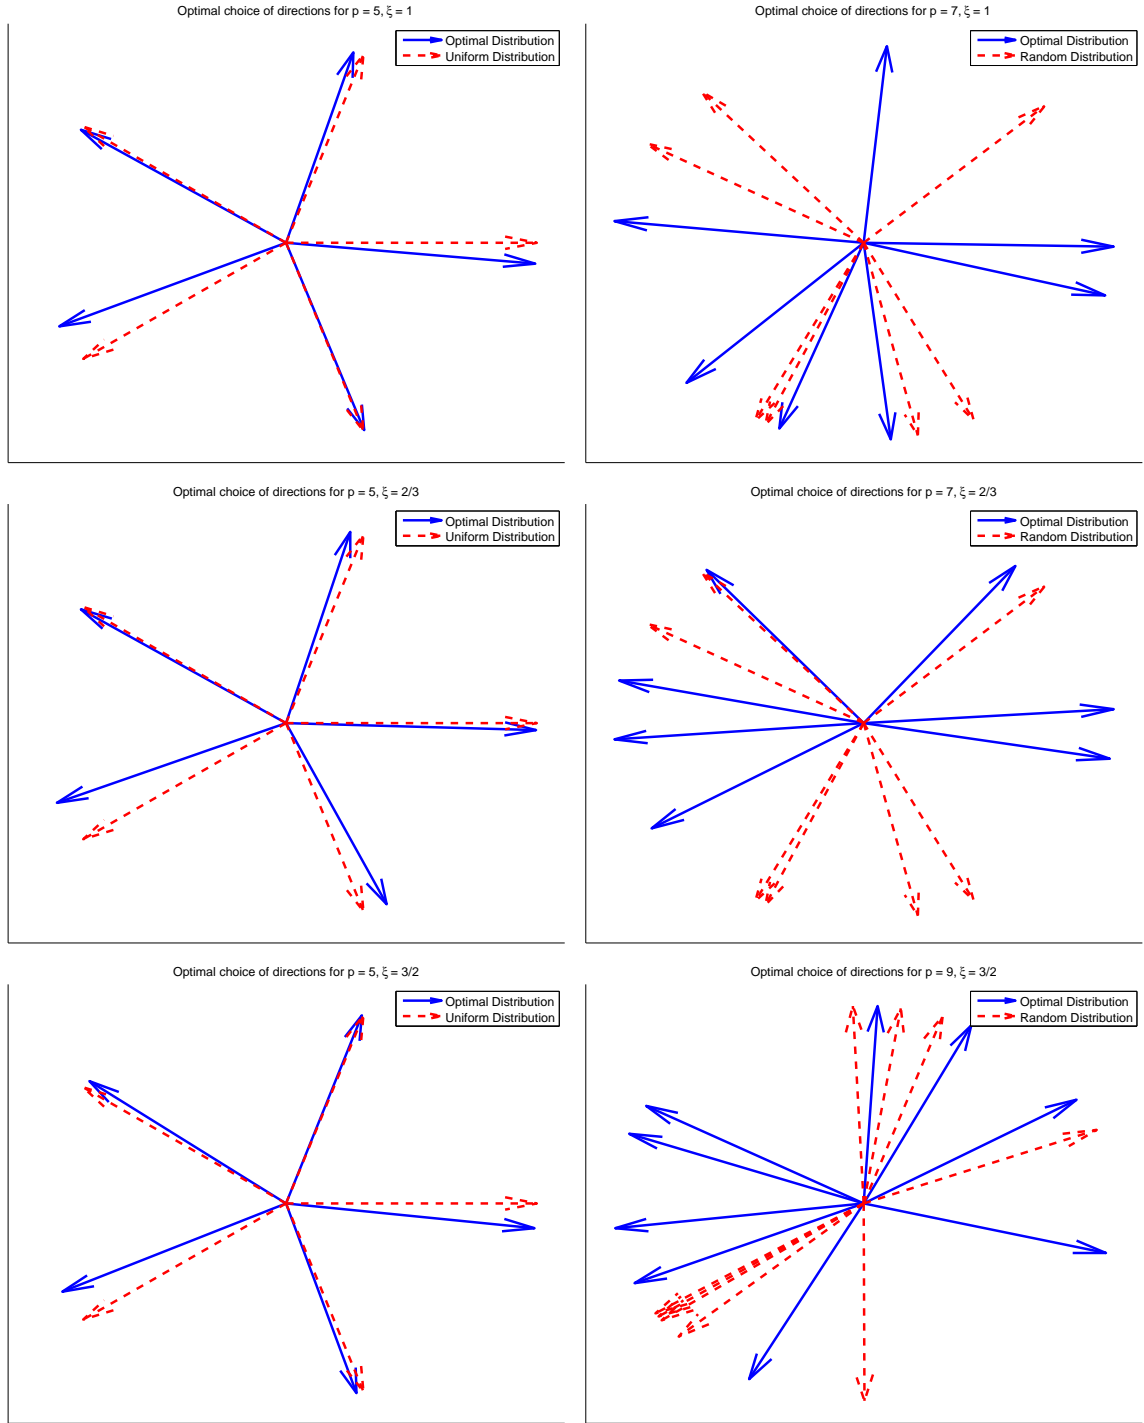 Optimal choice of directions for p = 5, ξ = 1
Optimal Distribution
Uniform Distribution
Optimal choice of directions for p = 7, ξ = 1
Optimal Distribution
Random Distribution
Optimal choice of directions for p = 5, ξ = 2/3
Optimal Distribution
Uniform Distribution
Optimal choice of directions for p = 7, ξ = 2/3
Optimal Distribution
Random Distribution
Optimal choice of directions for p = 5, ξ = 3/2
Optimal Distribution
Uniform Distribution
Optimal choice of directions for p = 9, ξ = 3/2
Optimal Distribution
Random Distribution